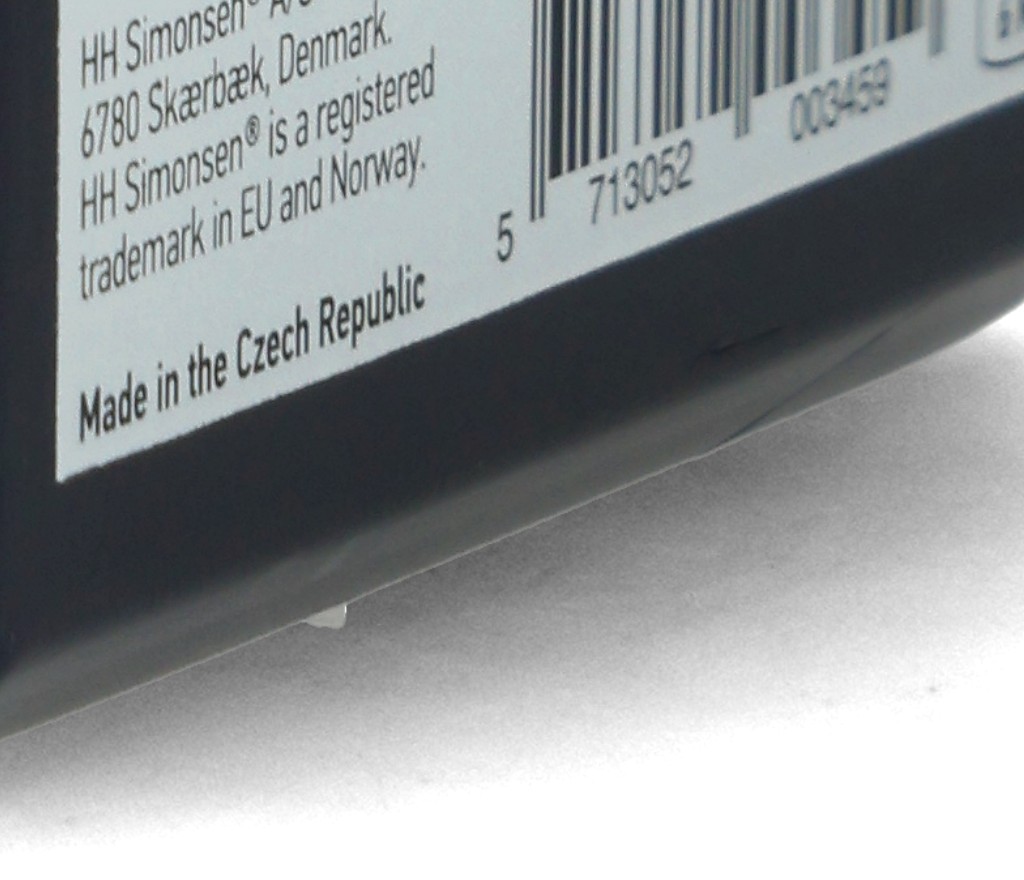 HH Simonsen® A/S
6780 Skærbæk, Denmark.
HH Simonsen® is a registered
trademark in EU and Norway.
Made in the Czech Republic
5 713052 003459